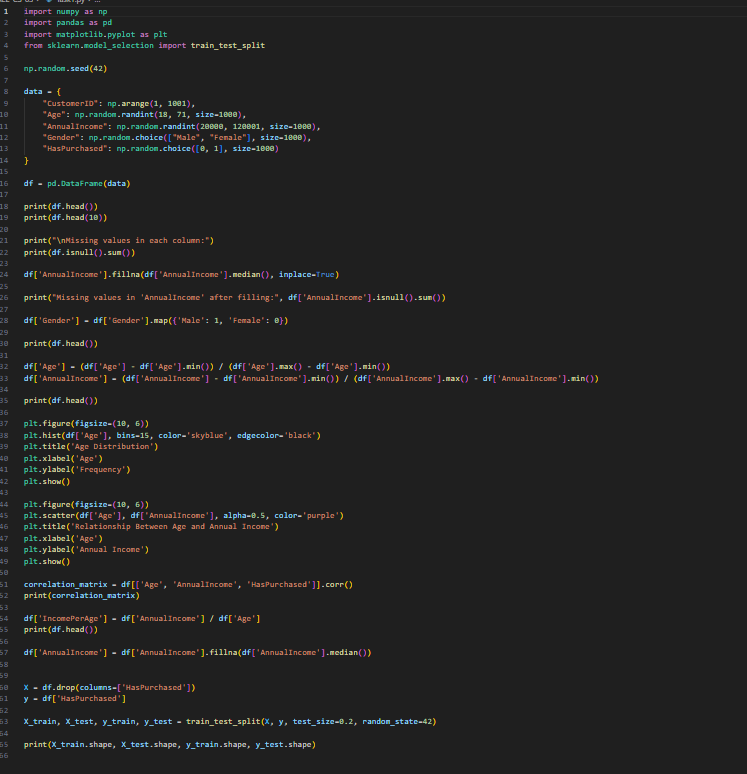 1 import numpy as np
2 import pandas as pd
3 import matplotlib.pyplot as plt
4 from sklearn.model_selection import train_test_split
5
6 np.random.seed(42)
7
8 data = {
9     "CustomerID": np.arange(1, 1001),
10     "Age": np.random.randint(18, 71, size=1000),
11     "AnnualIncome": np.random.randint(20000, 120001, size=1000),
12     "Gender": np.random.choice(["Male", "Female"], size=1000),
13     "HasPurchased": np.random.choice([0, 1], size=1000)
14 }
15
16 df = pd.DataFrame(data)
17
18 print(df.head())
19 print(df.head(10))
20
21 print("\nMissing values in each column:")
22 print(df.isnull().sum())
23
24 df['AnnualIncome'].fillna(df['AnnualIncome'].median(), inplace=True)
25
26 print("Missing values in 'AnnualIncome' after filling:", df['AnnualIncome'].isnull().sum())
27
28 df['Gender'] = df['Gender'].map({'Male': 1, 'Female': 0})
29
30 print(df.head())
31
32 df['Age'] = (df['Age'] - df['Age'].min()) / (df['Age'].max() - df['Age'].min())
33 df['AnnualIncome'] = (df['AnnualIncome'] - df['AnnualIncome'].min()) / (df['AnnualIncome'].max() - df['AnnualIncome'].min())
34
35 print(df.head())
36
37 plt.figure(figsize=(10, 6))
38 plt.hist(df['Age'], bins=15, color='skyblue', edgecolor='black')
39 plt.title('Age Distribution')
40 plt.xlabel('Age')
41 plt.ylabel('Frequency')
42 plt.show()
43
44 plt.figure(figsize=(10, 6))
45 plt.scatter(df['Age'], df['AnnualIncome'], alpha=0.5, color='purple')
46 plt.title('Relationship Between Age and Annual Income')
47 plt.xlabel('Age')
48 plt.ylabel('Annual Income')
49 plt.show()
50
51 correlation_matrix = df[['Age', 'AnnualIncome', 'HasPurchased']].corr()
52 print(correlation_matrix)
53
54 df['IncomePerAge'] = df['AnnualIncome'] / df['Age']
55 print(df.head())
56
57 df['AnnualIncome'] = df['AnnualIncome'].fillna(df['AnnualIncome'].median())
58
59
60 X = df.drop(columns=['HasPurchased'])
61 y = df['HasPurchased']
62
63 X_train, X_test, y_train, y_test = train_test_split(X, y, test_size=0.2, random_state=42)
64
65 print(X_train.shape, X_test.shape, y_train.shape, y_test.shape)
66